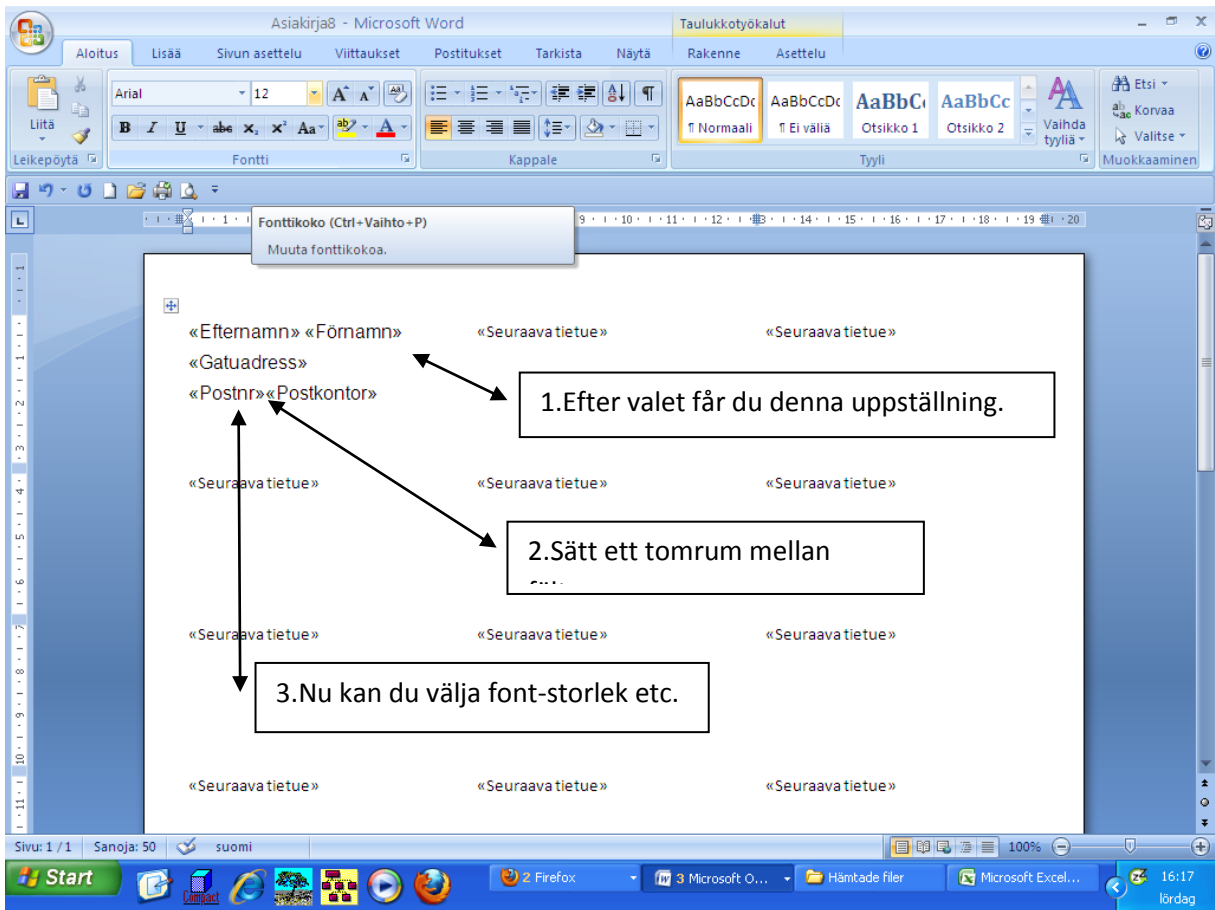 Asiakirja8 - Microsoft Word
Taulukkotyökalut
Aloitus Lisää Sivun asettelu Viittaukset Postitukset Tarkista Näytä Rakenne Asettelu
Liitä
Arial 12
B I U abe x₂ x² Aa
AaBbCcDc AaBbCcDc AaBbC AaBbCc
¶ Normaali ¶ Ei väliä Otsikko 1 Otsikko 2
Vaihda tyyliä
Etsi
Korvaa
Valitse
Leikepöytä Fontti Kappale Tyyli Muokkaaminen
Fonttikoko (Ctrl+Vaihto+P)
Muuta fonttikokoa.
«Efternamn» «Förnamn» «Seuraava tietue» «Seuraava tietue»
«Gatuadress»
«Postnr»«Postkontor»
1.Efter valet får du denna uppställning.
«Seuraava tietue» «Seuraava tietue» «Seuraava tietue»
2.Sätt ett tomrum mellan
«Seuraava tietue» «Seuraava tietue» «Seuraava tietue»
3.Nu kan du välja font-storlek etc.
«Seuraava tietue» «Seuraava tietue» «Seuraava tietue»
Sivu: 1 / 1 Sanoja: 50 suomi 100%
Start Compact 2 Firefox 3 Microsoft O... Hämtade filer Microsoft Excel... 16:17
lördag